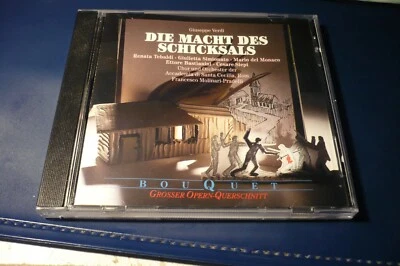 Giuseppe Verdi
DIE MACHT DES
SCHICKSALS
Renata Tebaldi · Giulietta Simionato · Mario del Monaco
Ettore Bastianini · Cesare Siepi
Chor und Orchester der
Accademia di Santa Cecilia, Rom
Francesco Molinari-Pradelli
BOUQUET
GROSSER OPERN-QUERSCHNITT